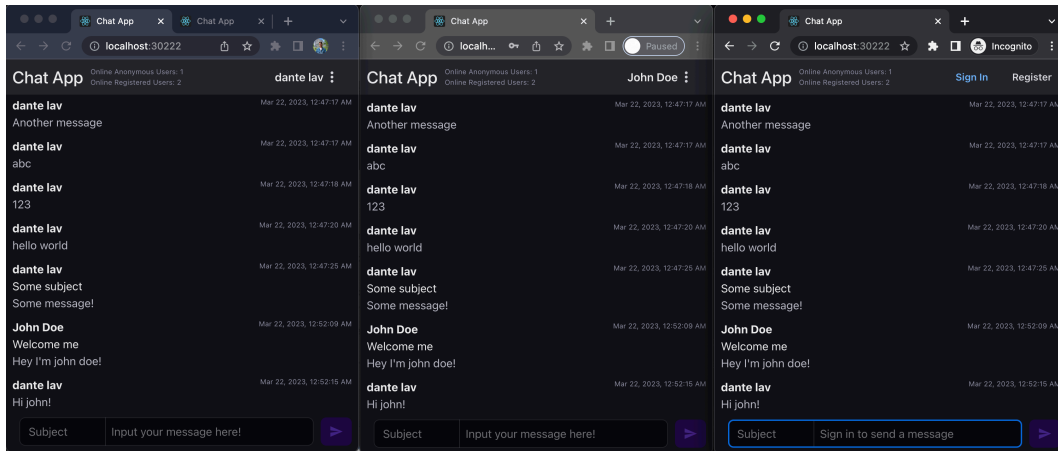 Chat App
Chat App
localhost:30222
Chat App
Online Anonymous Users: 1
Online Registered Users: 2
dante lav
dante lav
Mar 22, 2023, 12:47:17 AM
Another message
dante lav
Mar 22, 2023, 12:47:17 AM
abc
dante lav
Mar 22, 2023, 12:47:18 AM
123
dante lav
Mar 22, 2023, 12:47:20 AM
hello world
dante lav
Mar 22, 2023, 12:47:25 AM
Some subject
Some message!
John Doe
Mar 22, 2023, 12:52:09 AM
Welcome me
Hey I'm john doe!
dante lav
Mar 22, 2023, 12:52:15 AM
Hi john!
Subject
Input your message here!
Chat App
localh...
Paused
Chat App
Online Anonymous Users: 1
Online Registered Users: 2
John Doe
dante lav
Mar 22, 2023, 12:47:17 AM
Another message
dante lav
Mar 22, 2023, 12:47:17 AM
abc
dante lav
Mar 22, 2023, 12:47:18 AM
123
dante lav
Mar 22, 2023, 12:47:20 AM
hello world
dante lav
Mar 22, 2023, 12:47:25 AM
Some subject
Some message!
John Doe
Mar 22, 2023, 12:52:09 AM
Welcome me
Hey I'm john doe!
dante lav
Mar 22, 2023, 12:52:15 AM
Hi john!
Subject
Input your message here!
Chat App
localhost:30222
Incognito
Chat App
Online Anonymous Users: 1
Online Registered Users: 2
Sign In
Register
dante lav
Mar 22, 2023, 12:47:17 AM
Another message
dante lav
Mar 22, 2023, 12:47:17 AM
abc
dante lav
Mar 22, 2023, 12:47:18 AM
123
dante lav
Mar 22, 2023, 12:47:20 AM
hello world
dante lav
Mar 22, 2023, 12:47:25 AM
Some subject
Some message!
John Doe
Mar 22, 2023, 12:52:09 AM
Welcome me
Hey I'm john doe!
dante lav
Mar 22, 2023, 12:52:15 AM
Hi john!
Subject
Sign in to send a message